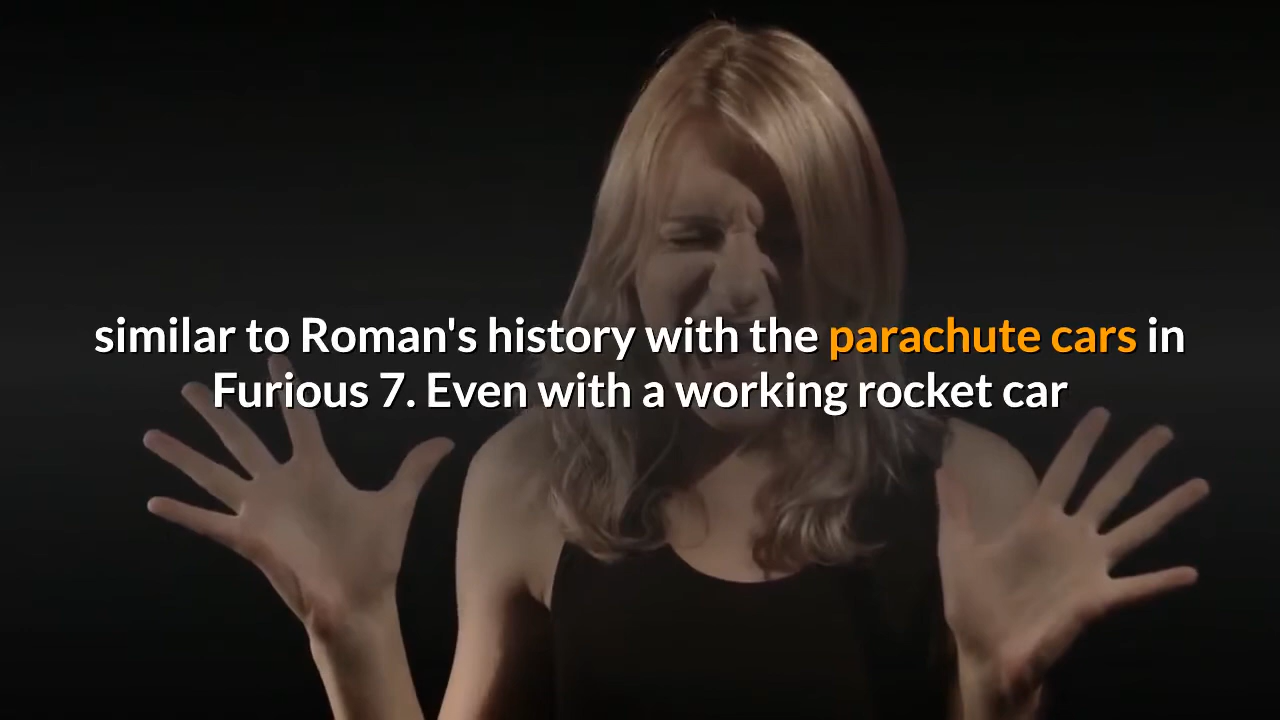 similar to Roman's history with the parachute cars in
Furious 7. Even with a working rocket car